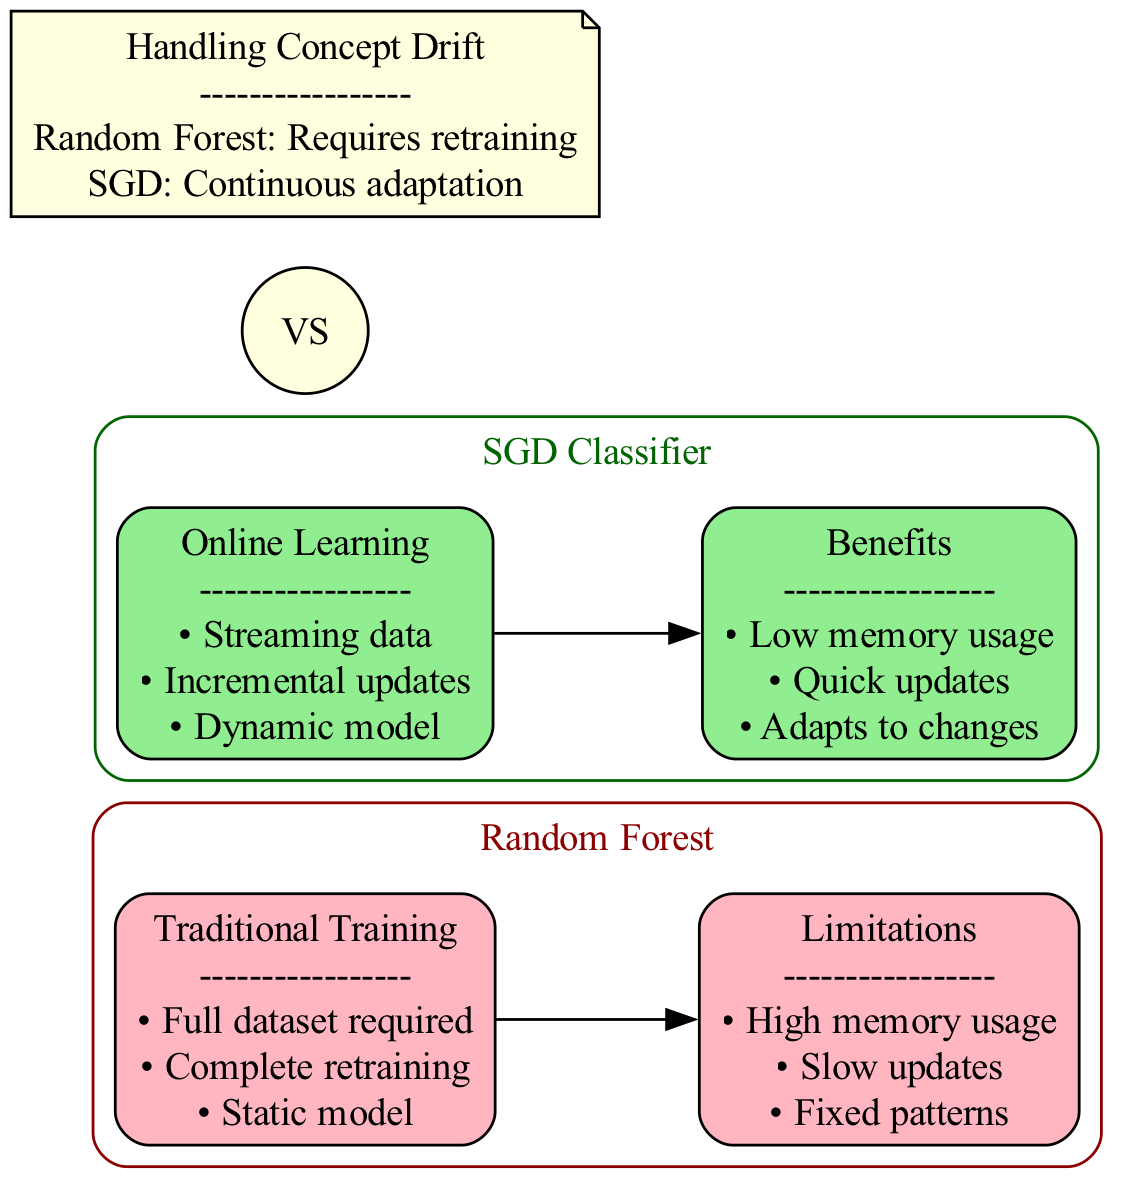 Handling Concept Drift
-----------------
Random Forest: Requires retraining
SGD: Continuous adaptation
VS
SGD Classifier
Online Learning
-----------------
• Streaming data
• Incremental updates
• Dynamic model
Benefits
-----------------
• Low memory usage
• Quick updates
• Adapts to changes
Random Forest
Traditional Training
-----------------
• Full dataset required
• Complete retraining
• Static model
Limitations
-----------------
• High memory usage
• Slow updates
• Fixed patterns